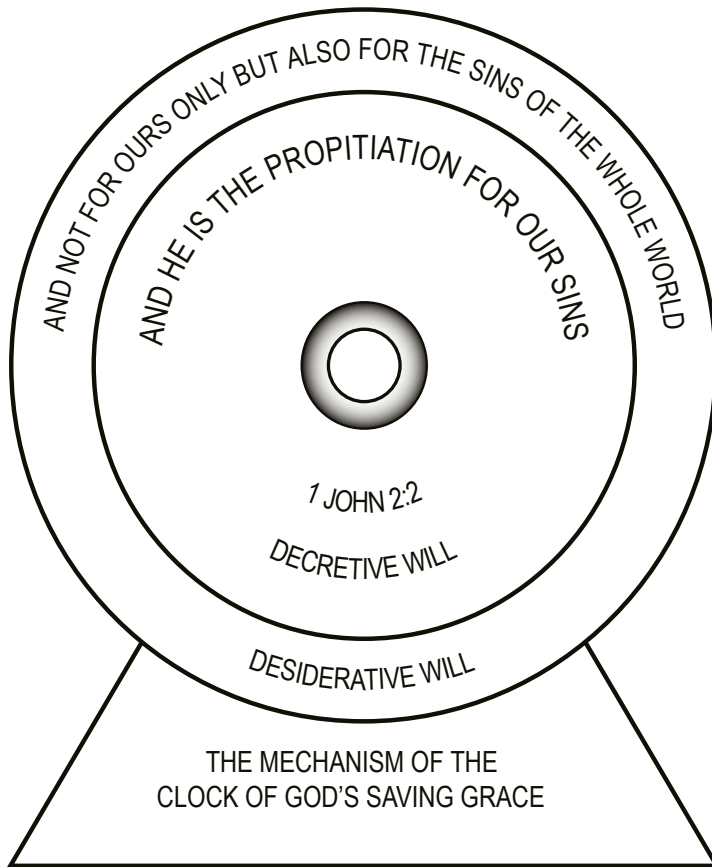 AND NOT FOR OURS ONLY BUT ALSO FOR THE SINS OF THE WHOLE WORLD
AND HE IS THE PROPITIATION FOR OUR SINS
1 JOHN 2:2
DECRETIVE WILL
DESIDERATIVE WILL
THE MECHANISM OF THE
CLOCK OF GOD'S SAVING GRACE